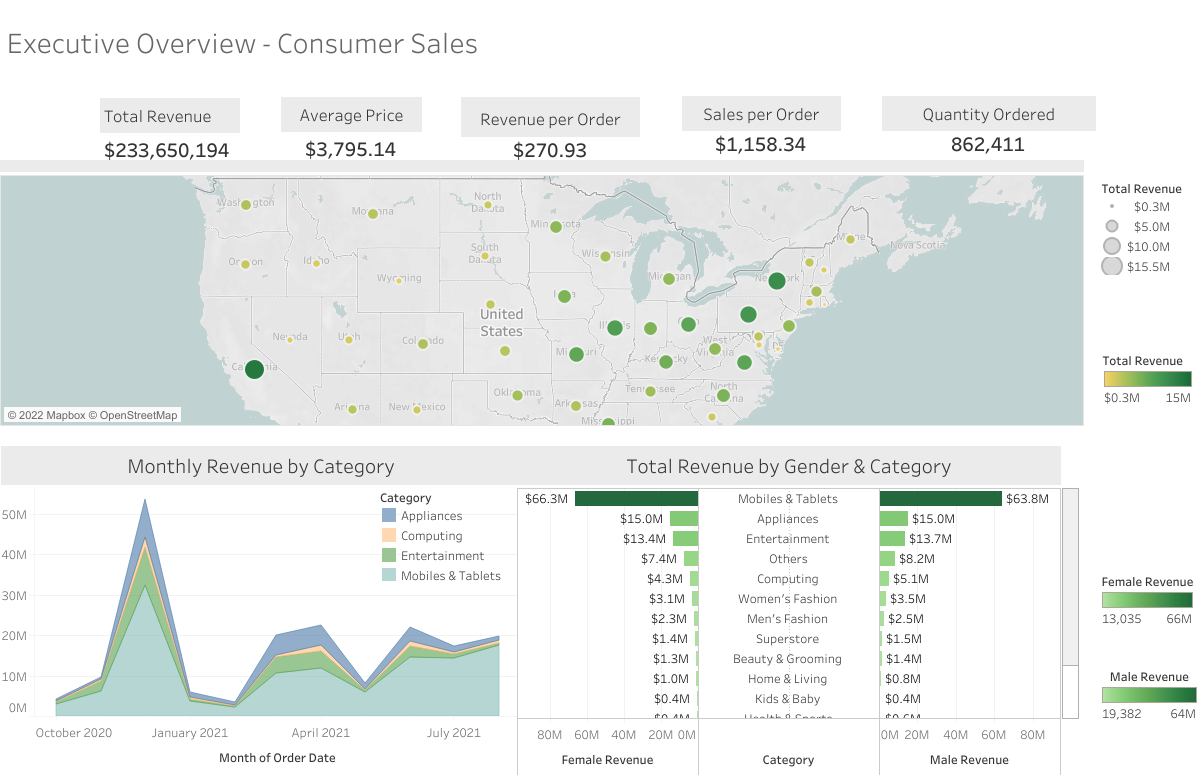 Executive Overview - Consumer Sales
Total Revenue
Average Price
Revenue per Order
Sales per Order
Quantity Ordered
$233,650,194
$3,795.14
$270.93
$1,158.34
862,411
Washington
Montana
North
Dakota
Minnesota
Maine
Nova Scotia
Oregon
Idaho
South
Dakota
Wisconsin
Michigan
New York
Wyoming
Iowa
Nevada
Utah
Colorado
United
States
Illinois
Ohio
West
Virginia
California
Missouri
Kentucky
Arizona
New Mexico
Oklahoma
Arkansas
Tennessee
North
Carolina
Mississippi
© 2022 Mapbox © OpenStreetMap
Total Revenue
$0.3M
$5.0M
$10.0M
$15.5M
Total Revenue
$0.3M 15M
Monthly Revenue by Category
50M
40M
30M
20M
10M
0M
Category
Appliances
Computing
Entertainment
Mobiles & Tablets
October 2020
January 2021
April 2021
July 2021
Month of Order Date
Total Revenue by Gender & Category
$66.3M Mobiles & Tablets $63.8M
$15.0M Appliances $15.0M
$13.4M Entertainment $13.7M
$7.4M Others $8.2M
$4.3M Computing $5.1M
$3.1M Women's Fashion $3.5M
$2.3M Men's Fashion $2.5M
$1.4M Superstore $1.5M
$1.3M Beauty & Grooming $1.4M
$1.0M Home & Living $0.8M
$0.4M Kids & Baby $0.4M
$0.4M Health & Sports $0.6M
80M 60M 40M 20M 0M
0M 20M 40M 60M 80M
Female Revenue
Category
Male Revenue
Female Revenue
13,035 66M
Male Revenue
19,382 64M